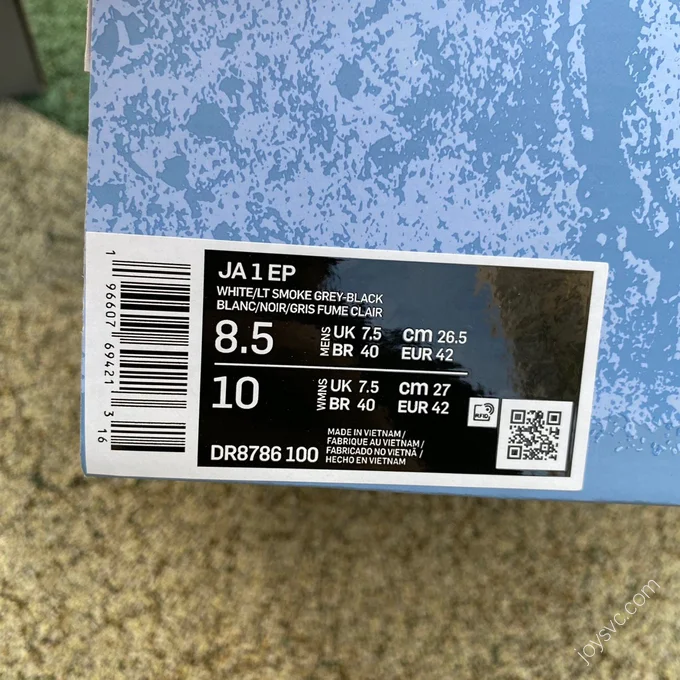 1 96607 69421 3 16
JA 1 EP
WHITE/LT SMOKE GREY-BLACK
BLANC/NOIR/GRIS FUME CLAIR
8.5 MENS UK 7.5 cm 26.5
BR 40 EUR 42
10 WMNS UK 7.5 cm 27
BR 40 EUR 42
RFID
DR8786 100
MADE IN VIETNAM/
FABRIQUE AU VIETNAM/
FABRICADO NO VIETNÃ/
HECHO EN VIETNAM
joysvc.com